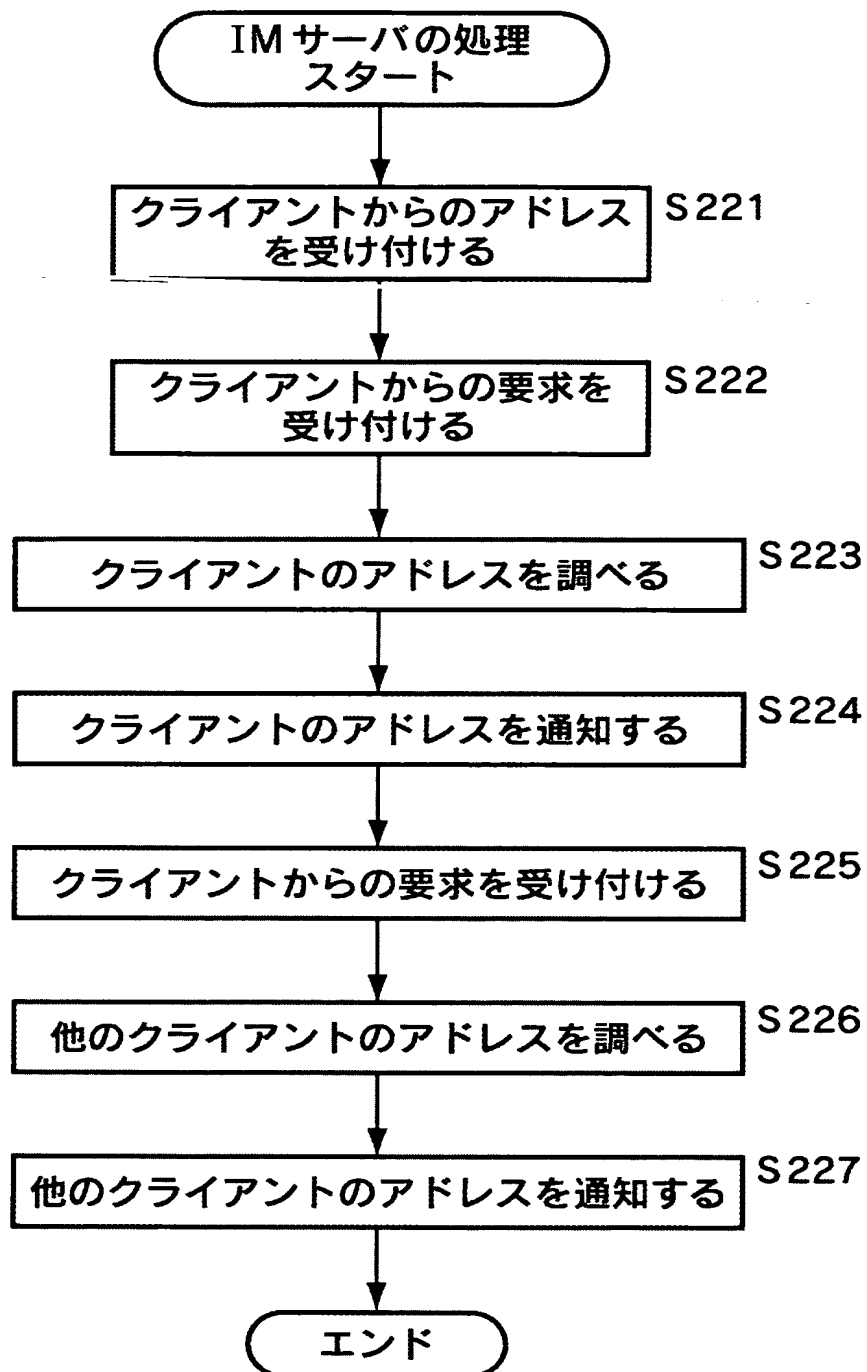 IMサーバの処理
スタート
クライアントからのアドレス
を受け付ける
S221
クライアントからの要求を
受け付ける
S222
クライアントのアドレスを調べる
S223
クライアントのアドレスを通知する
S224
クライアントからの要求を受け付ける
S225
他のクライアントのアドレスを調べる
S226
他のクライアントのアドレスを通知する
S227
エンド